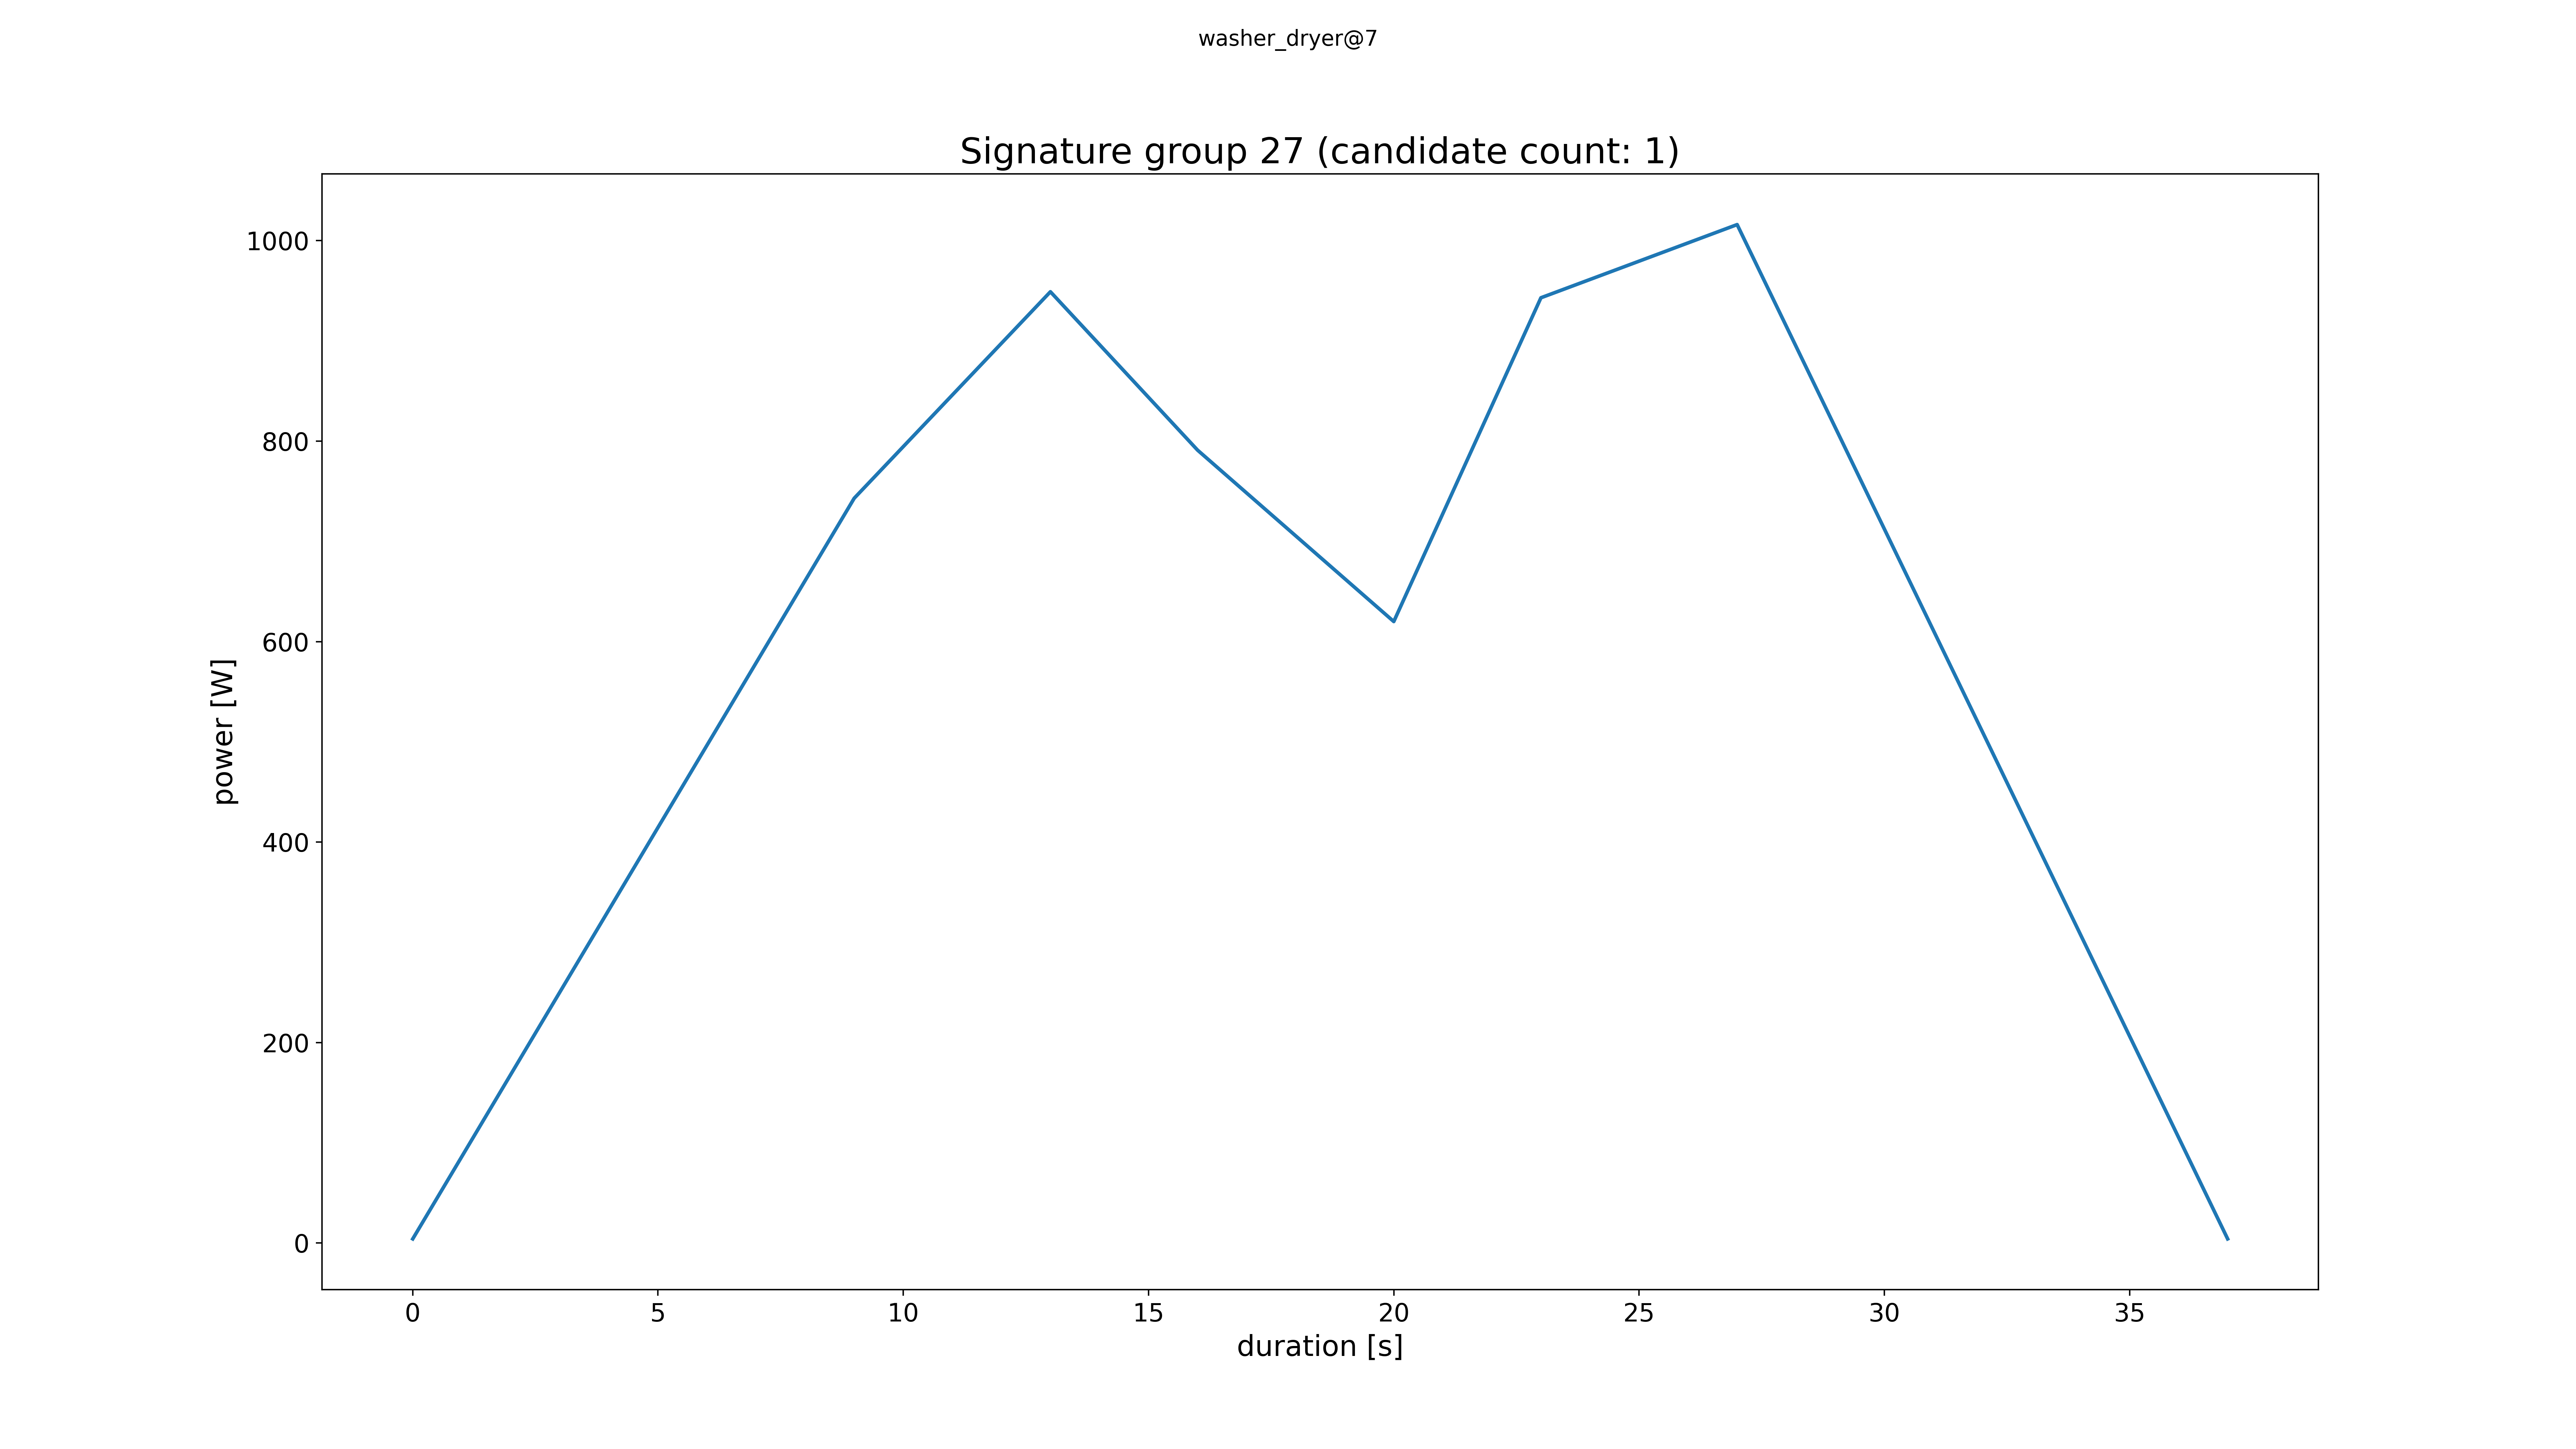 washer_dryer@7
Signature group 27 (candidate count: 1)
1000
800
600
400
200
0
power [W]
0 5 10 15 20 25 30 35
duration [s]